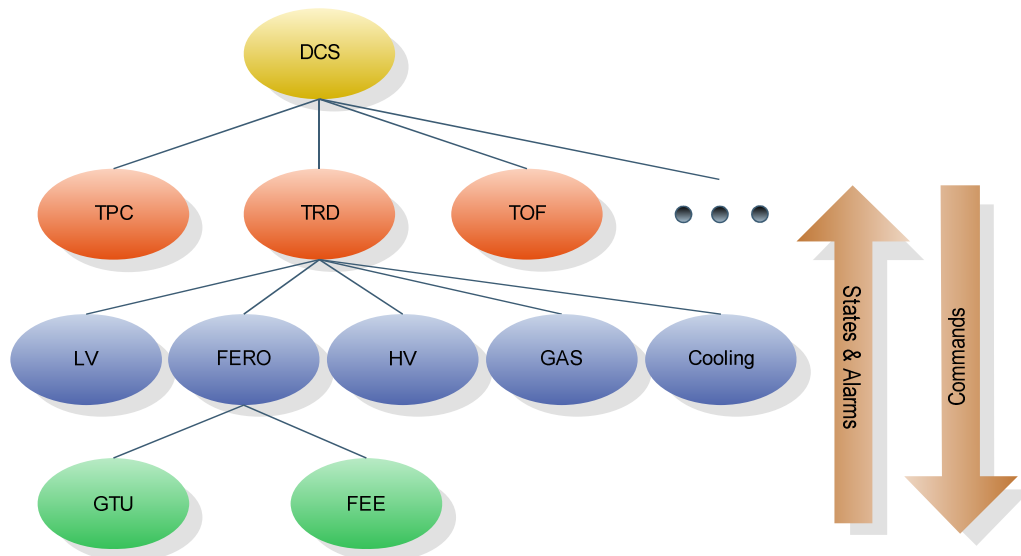 DCS
TPC
TRD
TOF
LV
FERO
HV
GAS
Cooling
GTU
FEE
States & Alarms
Commands